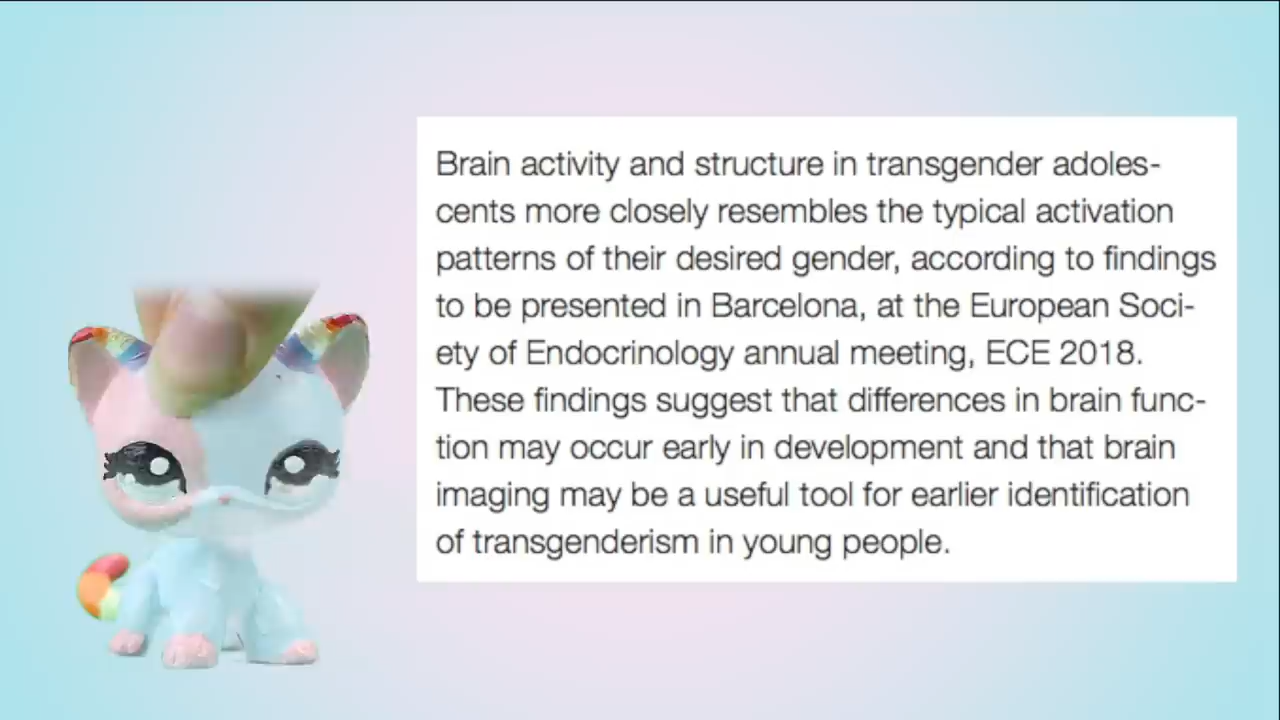 Brain activity and structure in transgender adoles-
cents more closely resembles the typical activation
patterns of their desired gender, according to findings
to be presented in Barcelona, at the European Soci-
ety of Endocrinology annual meeting, ECE 2018.
These findings suggest that differences in brain func-
tion may occur early in development and that brain
imaging may be a useful tool for earlier identification
of transgenderism in young people.